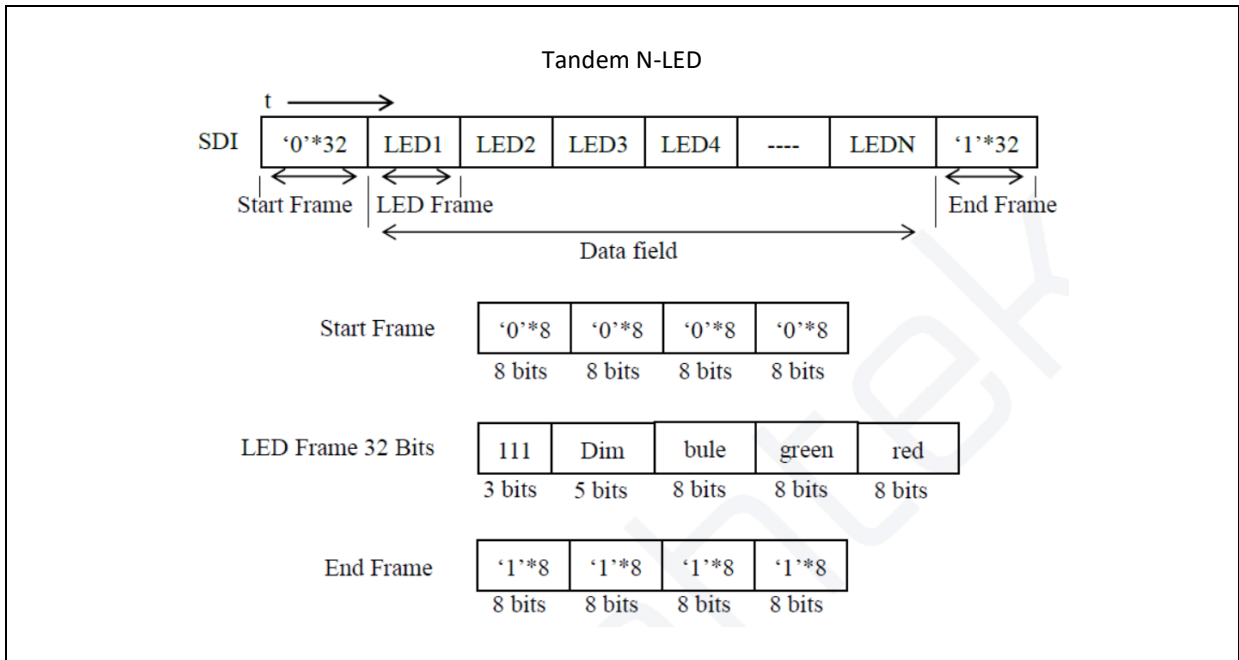 Tandem N-LED
t
SDI ‘0’*32 LED1 LED2 LED3 LED4 ---- LEDN ‘1’*32
Start Frame LED Frame End Frame
Data field
Start Frame ‘0’*8 ‘0’*8 ‘0’*8 ‘0’*8
8 bits 8 bits 8 bits 8 bits
LED Frame 32 Bits 111 Dim bule green red
3 bits 5 bits 8 bits 8 bits 8 bits
End Frame ‘1’*8 ‘1’*8 ‘1’*8 ‘1’*8
8 bits 8 bits 8 bits 8 bits